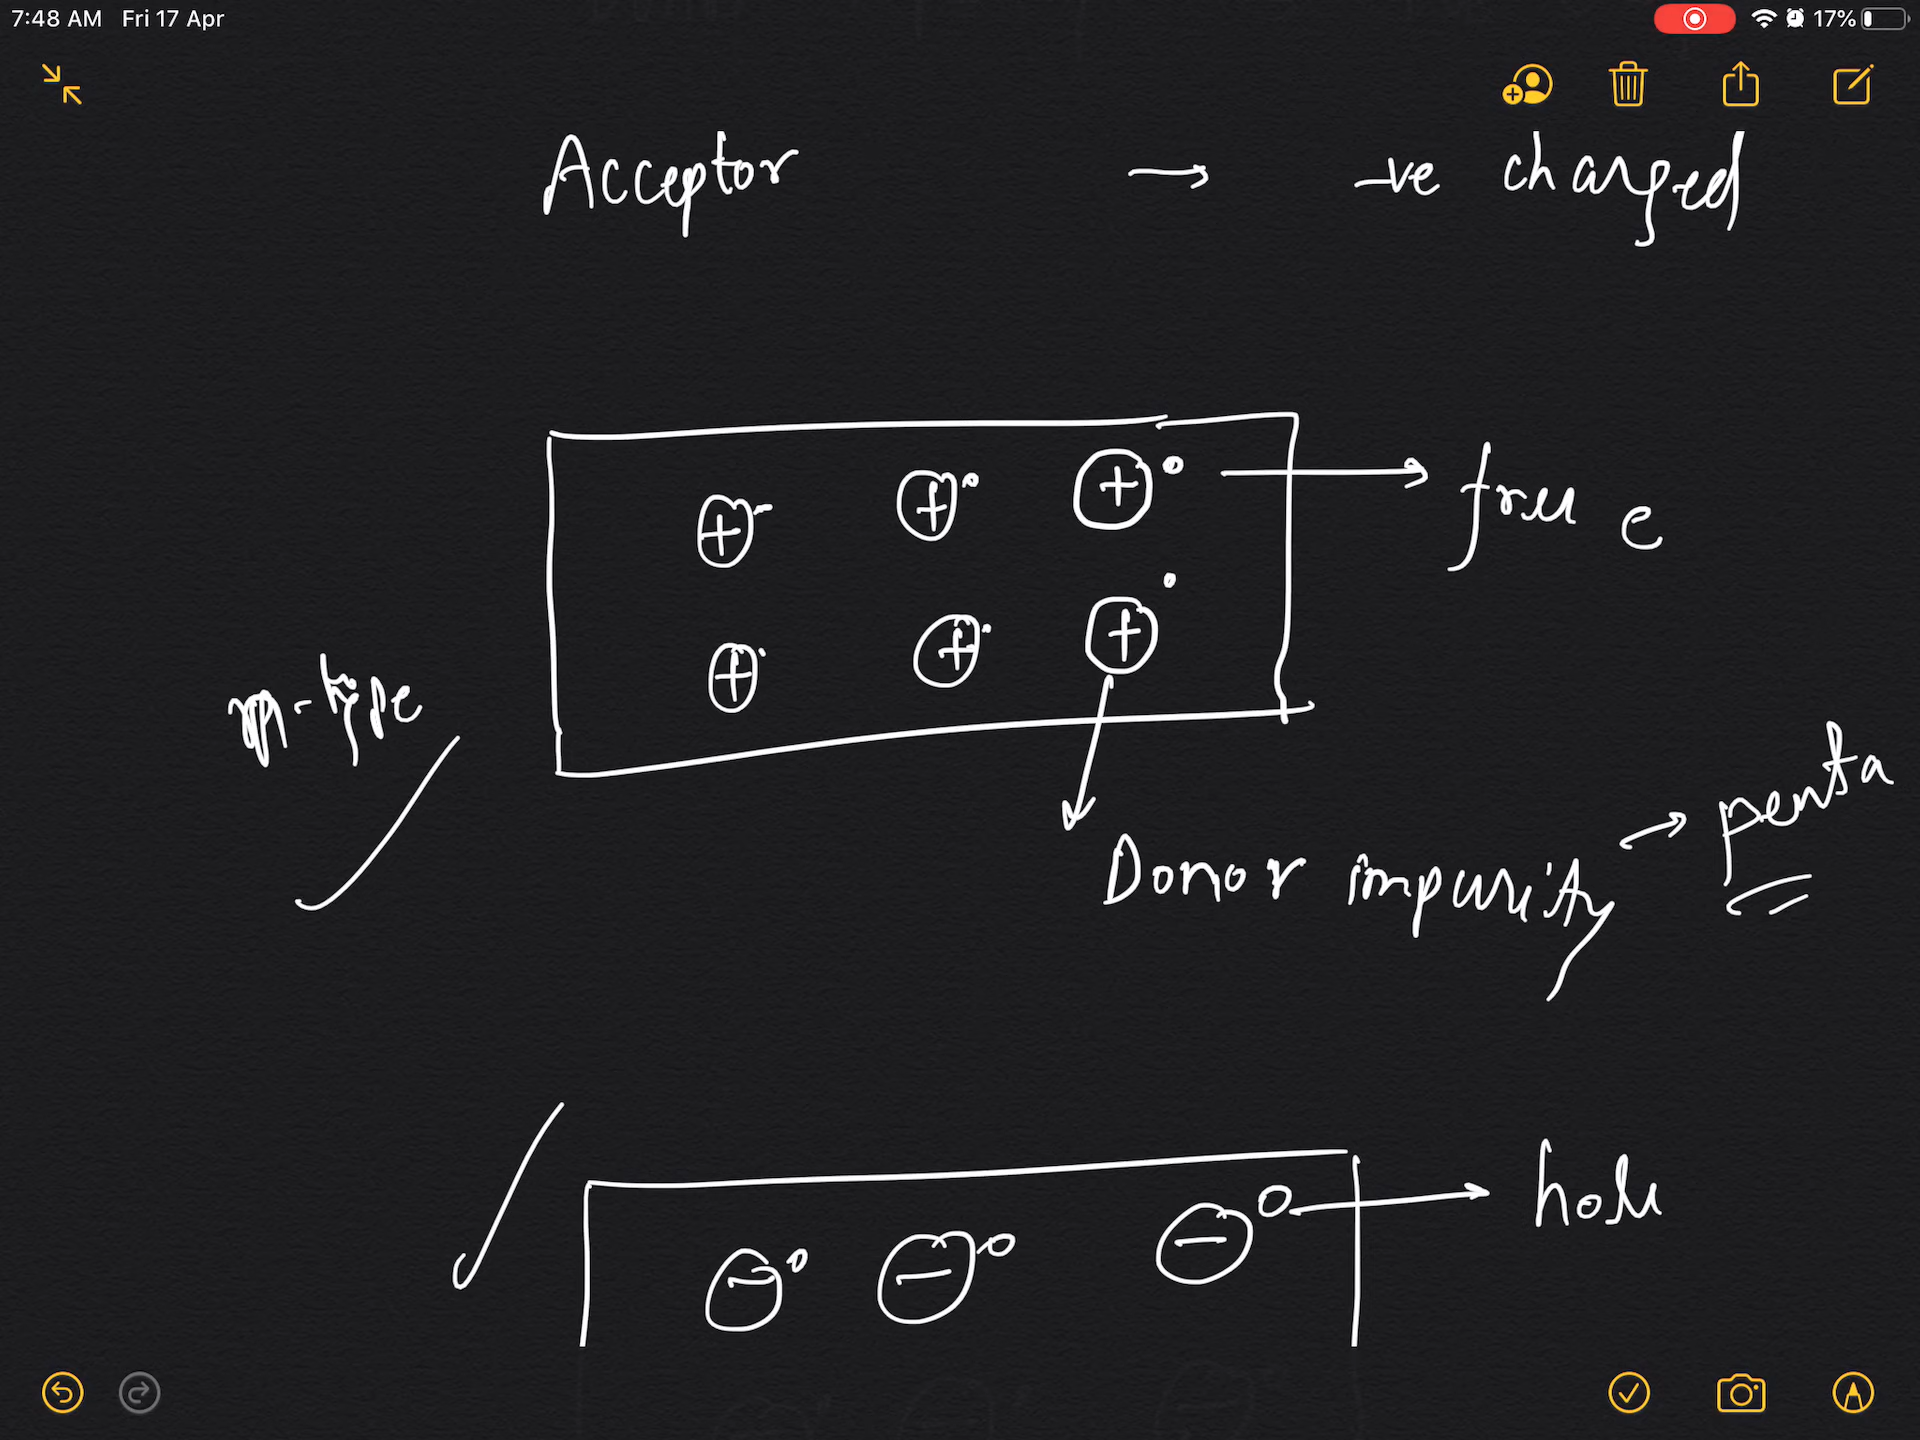 7:48 AM Fri 17 Apr
17%
Acceptor → -ve charged
+ - + ° + ° → free e
+ + +
n-type
Donor impurity → penta
- ° - ° - ° → hole